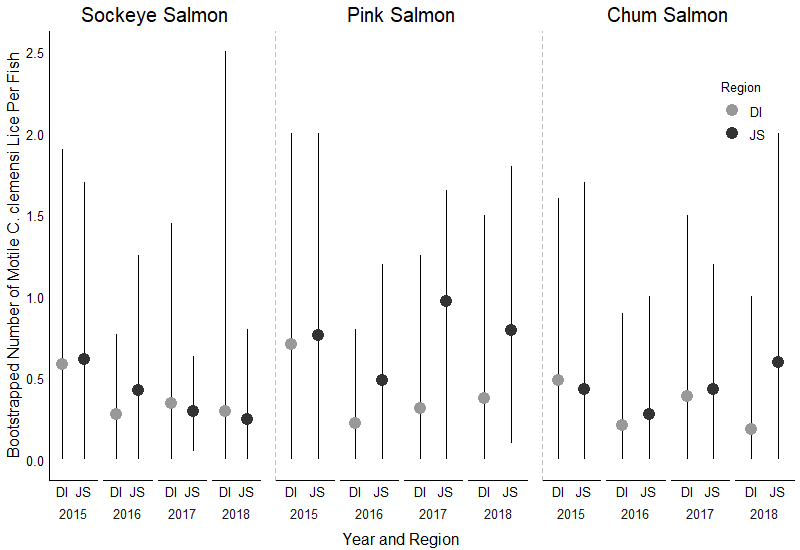 Sockeye Salmon Pink Salmon Chum Salmon
Bootstrapped Number of Motile C. clemensi Lice Per Fish
2.5
2.0
1.5
1.0
0.5
0.0
Region
DI
JS
DI JS DI JS DI JS DI JS DI JS DI JS DI JS DI JS DI JS DI JS DI JS DI JS
2015 2016 2017 2018 2015 2016 2017 2018 2015 2016 2017 2018
Year and Region